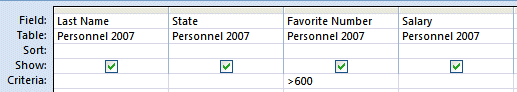 Field: Last Name State Favorite Number Salary
Table: Personnel 2007 Personnel 2007 Personnel 2007 Personnel 2007
Sort:
Show:
Criteria: >600